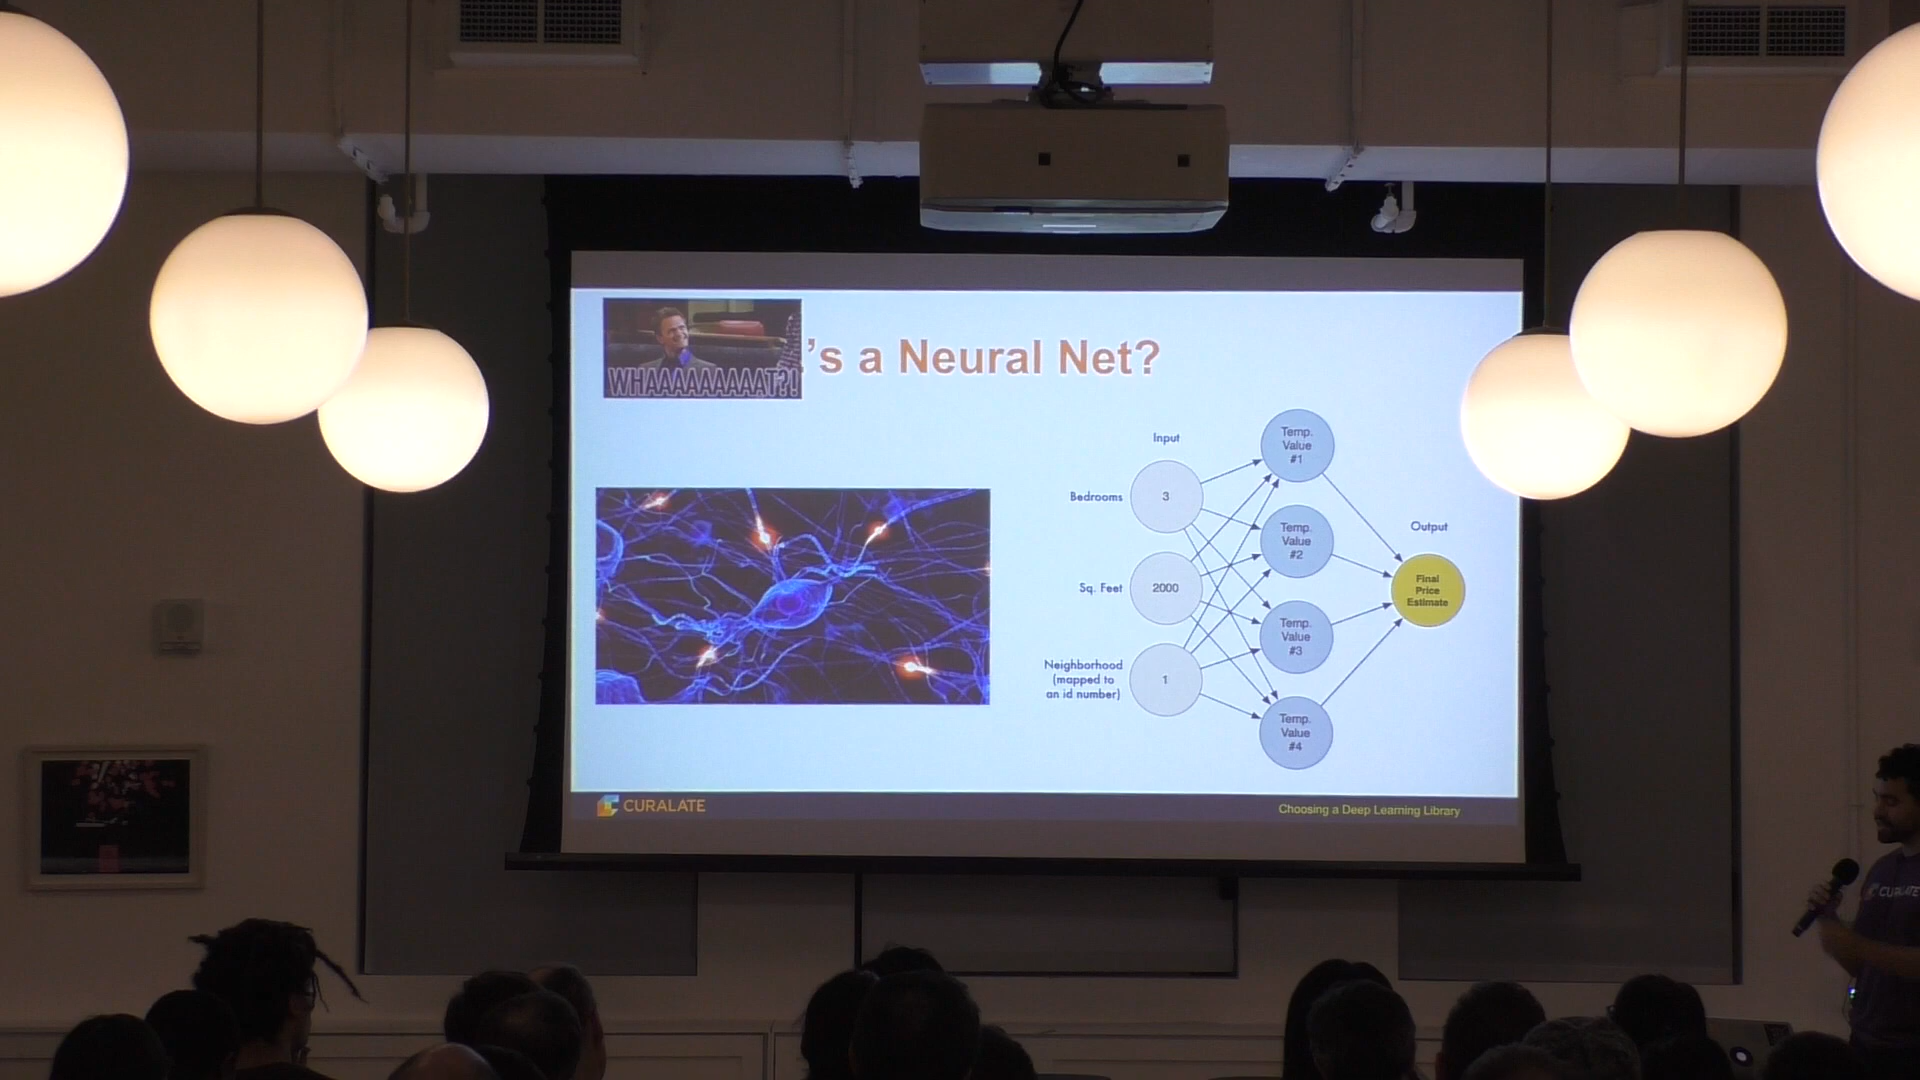 WHAAAAAAAAAT?!
's a Neural Net?
Input
Bedrooms
3
Sq. Feet
2000
Neighborhood
(mapped to
an id number)
1
Temp.
Value
#1
Temp.
Value
#2
Temp.
Value
#3
Temp.
Value
#4
Output
Final
Price
Estimate
CURALATE
Choosing a Deep Learning Library
CURALATE